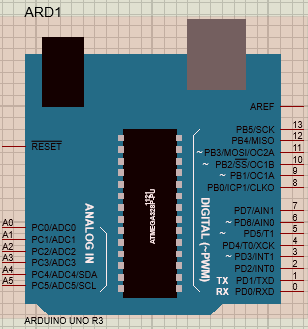 ARD1
AREF
RESET
PB5/SCK 13
PB4/MISO 12
~PB3/MOSI/OC2A 11
~PB2/SS/OC1B 10
~PB1/OC1A 9
PB0/ICP1/CLKO 8
PD7/AIN1 7
~PD6/AIN0 6
~PD5/T1 5
PD4/T0/XCK 4
~PD3/INT1 3
PD2/INT0 2
TX PD1/TXD 1
RX PD0/RXD 0
DIGITAL (~PWM)
ANALOG IN
A0 PC0/ADC0
A1 PC1/ADC1
A2 PC2/ADC2
A3 PC3/ADC3
A4 PC4/ADC4/SDA
A5 PC5/ADC5/SCL
ARDUINO UNO R3